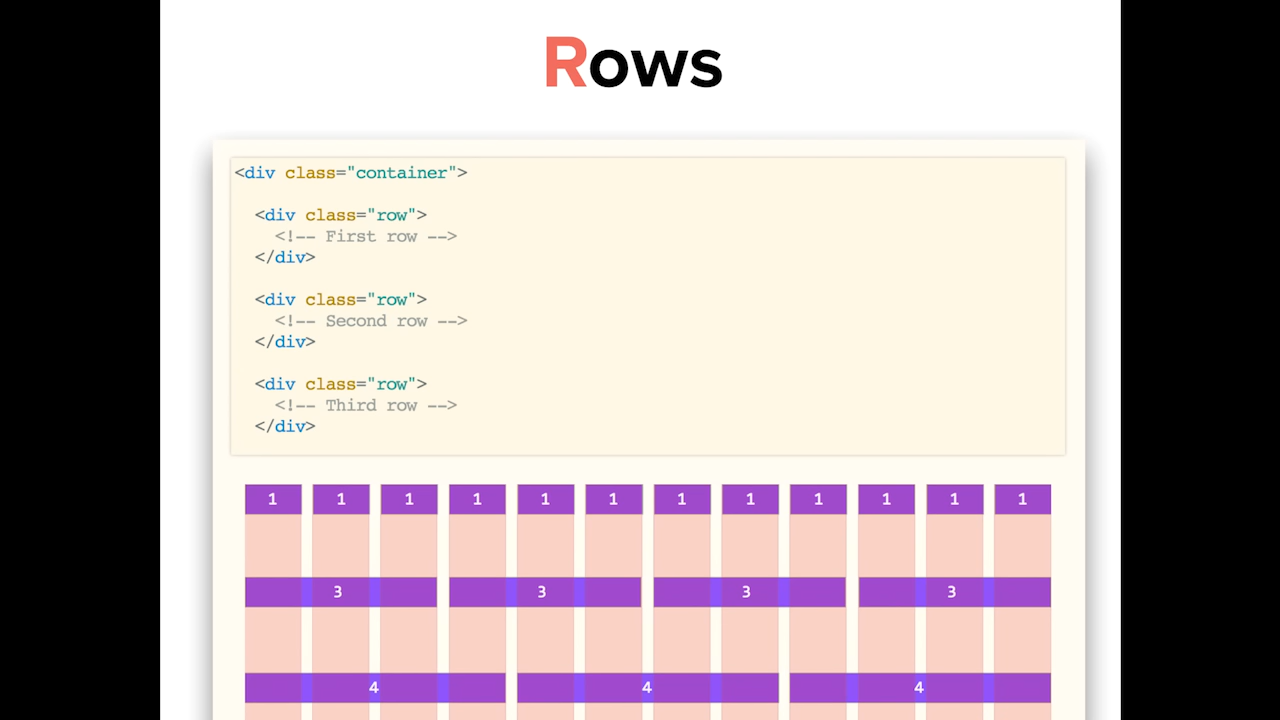 Rows
<div class="container">
<div class="row">
<!-- First row -->
</div>
<div class="row">
<!-- Second row -->
</div>
<div class="row">
<!-- Third row -->
</div>
1 1 1 1 1 1 1 1 1 1 1 1
3 3 3 3
4 4 4